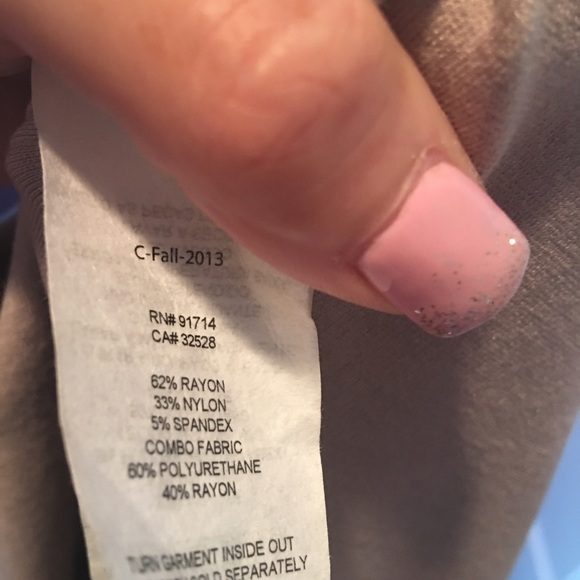 C-Fall-2013
RN# 91714
CA# 32528
62% RAYON
33% NYLON
5% SPANDEX
COMBO FABRIC
60% POLYURETHANE
40% RAYON
TURN GARMENT INSIDE OUT
COLD SEPARATELY